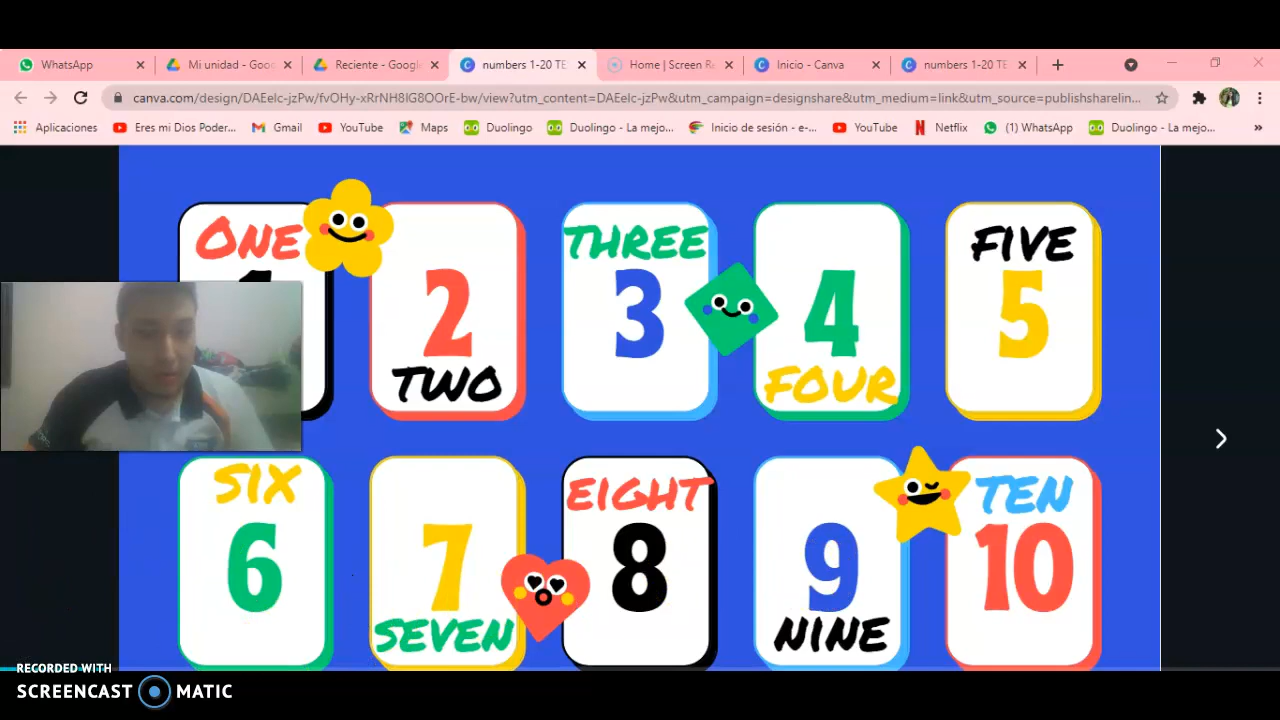 WhatsApp
Mi unidad - Goo
Reciente - Google
numbers 1-20 TE
Home | Screen Re
Inicio - Canva
numbers 1-20 TE
canva.com/design/DAEelc-jzPw/fvOHy-xRrNH8IG8OOrE-bw/view?utm_content=DAEelc-jzPw&utm_campaign=designshare&utm_medium=link&utm_source=publishsharelin...
Aplicaciones
Eres mi Dios Poder...
Gmail
YouTube
Maps
Duolingo
Duolingo - La mejo...
Inicio de sesión - e-...
YouTube
Netflix
(1) WhatsApp
Duolingo - La mejo...
ONE
1
2
TWO
THREE
3
4
FOUR
FIVE
5
SIX
6
7
SEVEN
EIGHT
8
9
NINE
TEN
10
RECORDED WITH
SCREENCAST MATIC